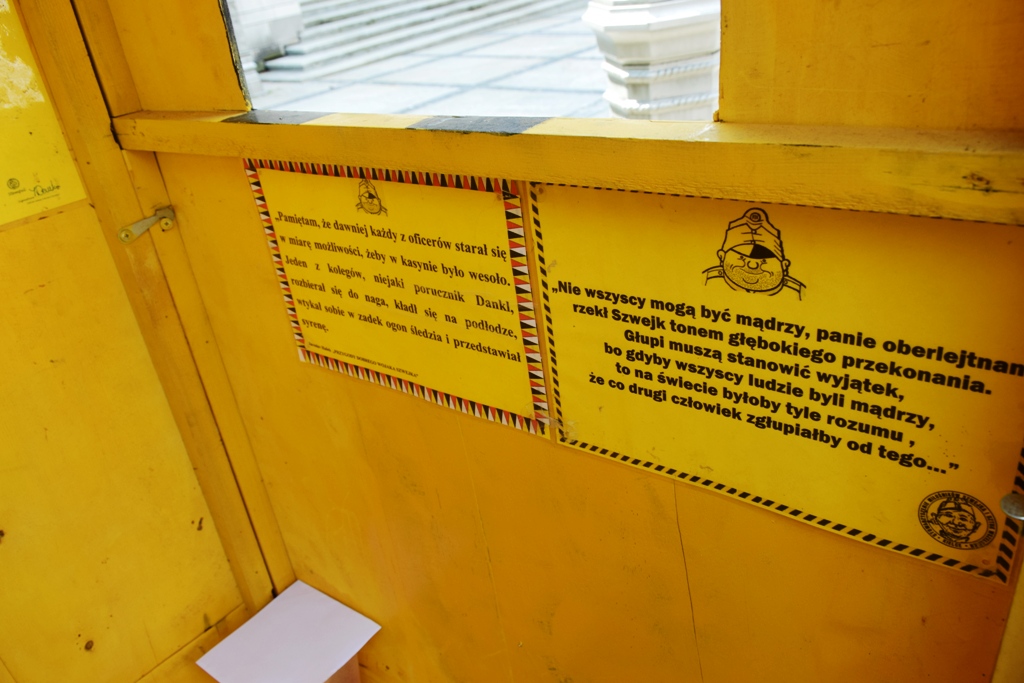 „Pamiętam, że dawniej każdy z oficerów starał się
w miarę możliwości, żeby w kasynie było wesoło.
Jeden z kolegów, niejaki porucznik Dankl,
rozbierał się do naga, kładł się na podłodze,
wtykał sobie w zadek ogon śledzia i przedstawiał
syrenę.
„Nie wszyscy mogą być mądrzy, panie oberlejtnan
rzekł Szwejk tonem głębokiego przekonania.
Głupi muszą stanowić wyjątek,
bo gdyby wszyscy ludzie byli mądrzy,
to na świecie byłoby tyle rozumu ,
że co drugi człowiek zgłupiałby od tego..."